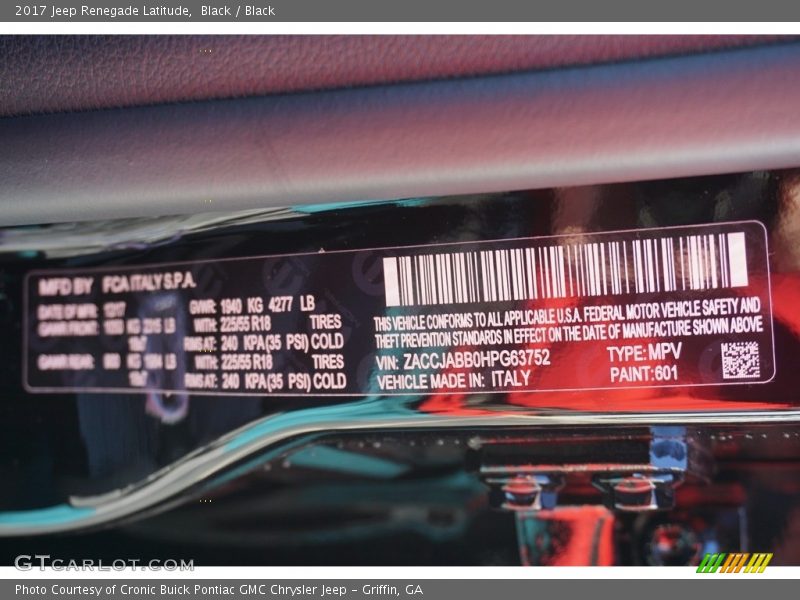 2017 Jeep Renegade Latitude,  Black / Black
MFD BY FCA ITALY S.P.A.
DATE OF MFR: GVWR: 1940 KG 4277 LB
GAWR FRONT: LB WITH: 225/55 R18 TIRES
RIMS AT: 240 KPA(35 PSI) COLD
GAWR REAR: LB WITH: 225/55 R18 TIRES
RIMS AT: 240 KPA(35 PSI) COLD
THIS VEHICLE CONFORMS TO ALL APPLICABLE U.S.A. FEDERAL MOTOR VEHICLE SAFETY AND
THEFT PREVENTION STANDARDS IN EFFECT ON THE DATE OF MANUFACTURE SHOWN ABOVE
VIN: ZACCJABB0HPG63752 TYPE: MPV
VEHICLE MADE IN: ITALY PAINT:601
GTCARLOT.COM
Photo Courtesy of Cronic Buick Pontiac GMC Chrysler Jeep - Griffin, GA